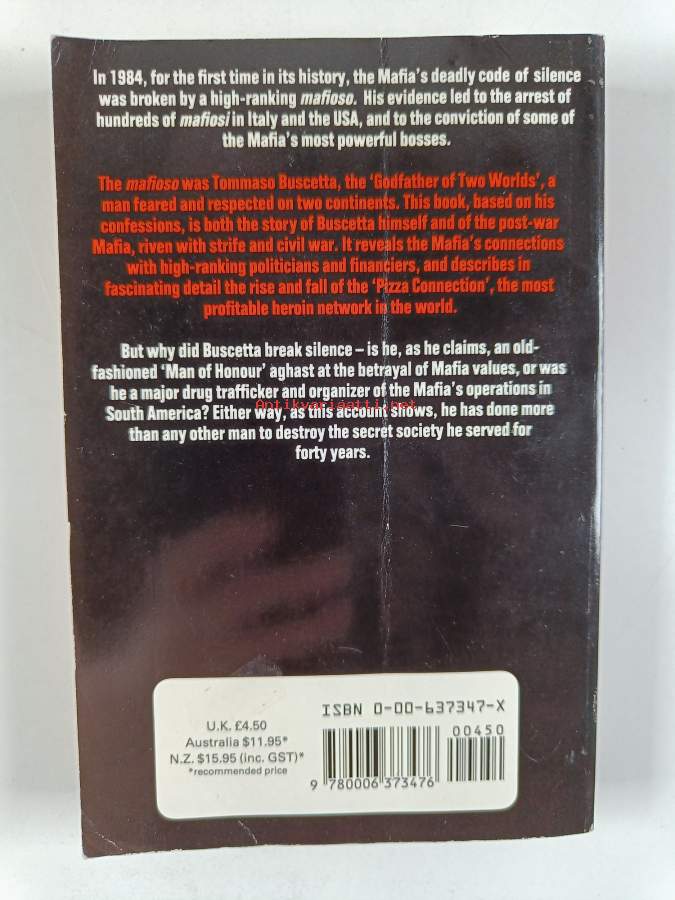 In 1984, for the first time in its history, the Mafia's deadly code of silence
was broken by a high-ranking mafioso. His evidence led to the arrest of
hundreds of mafiosi in Italy and the USA, and to the conviction of some of
the Mafia's most powerful bosses.
The mafioso was Tommaso Buscetta, the 'Godfather of Two Worlds', a
man feared and respected on two continents. This book, based on his
confessions, is both the story of Buscetta himself and of the post-war
Mafia, riven with strife and civil war. It reveals the Mafia's connections
with high-ranking politicians and financiers, and describes in
fascinating detail the rise and fall of the 'Pizza Connection', the most
profitable heroin network in the world.
But why did Buscetta break silence – is he, as he claims, an old-
fashioned 'Man of Honour' aghast at the betrayal of Mafia values, or was
he a major drug trafficker and organizer of the Mafia's operations in
Antikvariaatti.net
South America? Either way, as this account shows, he has done more
than any other man to destroy the secret society he served for
forty years.
ISBN 0-00-637347-X
U.K. £4.50
Australia $11.95*
N.Z. $15.95 (inc. GST)*
*recommended price
00450
9 780006 373476